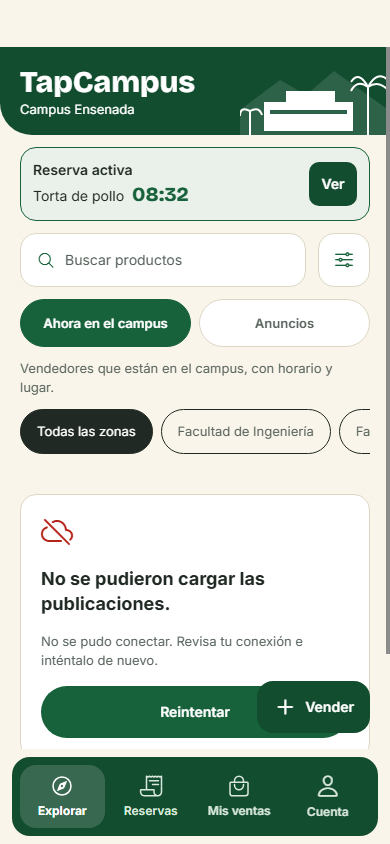 TapCampus
Campus Ensenada
Reserva activa
Torta de pollo 08:32
Ver
Buscar productos
Ahora en el campus
Anuncios
Vendedores que están en el campus, con horario y
lugar.
Todas las zonas
Facultad de Ingeniería
Fa
No se pudieron cargar las
publicaciones.
No se pudo conectar. Revisa tu conexión e
inténtalo de nuevo.
Reintentar
Vender
Explorar
Reservas
Mis ventas
Cuenta